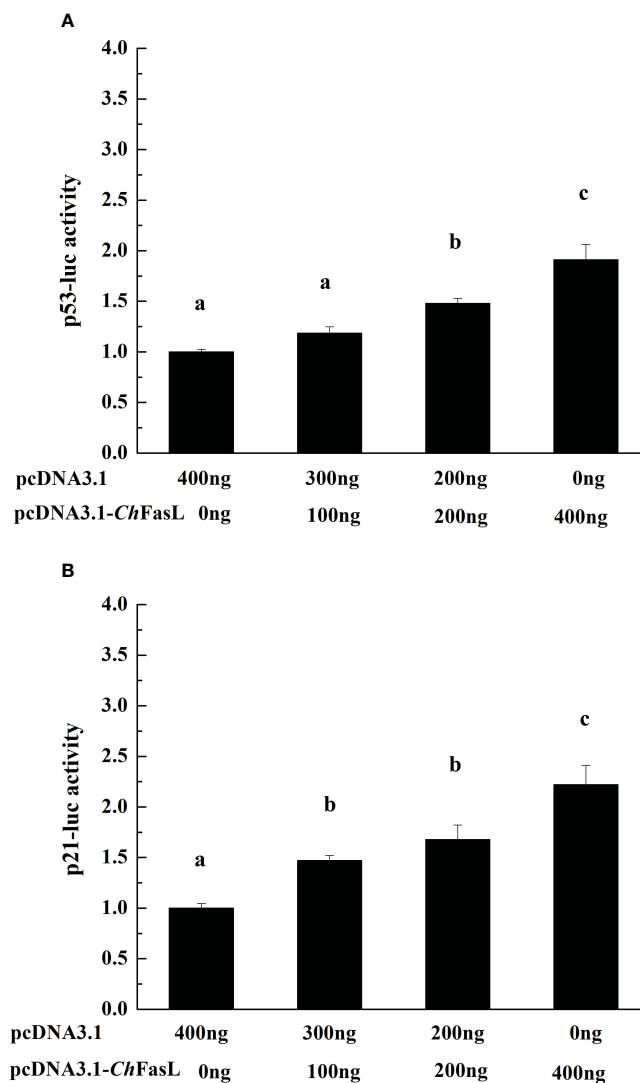 A
4.0
3.5
3.0
c
2.5
b
2.0
a
a
1.5
1.0
0.5
0.0
p53-luc activity
pcDNA3.1 400ng 300ng 200ng 0ng
pcDNA3.1-ChFasL 0ng 100ng 200ng 400ng
B
4.0
3.5
3.0
c
2.5
b
b
2.0
a
1.5
1.0
0.5
0.0
p21-luc activity
pcDNA3.1 400ng 300ng 200ng 0ng
pcDNA3.1-ChFasL 0ng 100ng 200ng 400ng